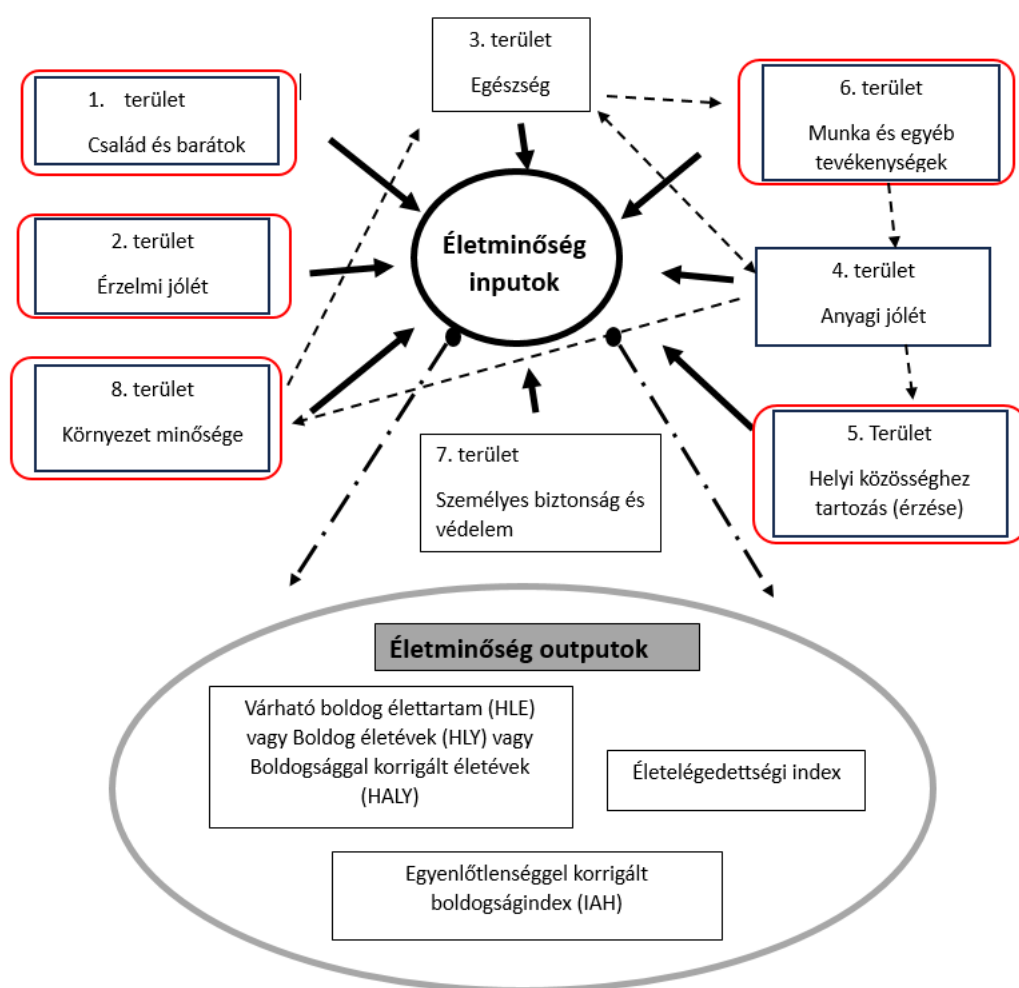 3. terület
Egészség
1. terület
Család és barátok
6. terület
Munka és egyéb
tevékenységek
2. terület
Érzelmi jólét
Életminőség
inputok
4. terület
Anyagi jólét
8. terület
Környezet minősége
7. terület
Személyes biztonság és
védelem
5. Terület
Helyi közösséghez
tartozás (érzése)
Életminőség outputok
Várható boldog élettartam (HLE)
vagy Boldog életévek (HLY) vagy
Boldogsággal korrigált életévek
(HALY)
Életelégedettségi index
Egyenlőtlenséggel korrigált
boldogságindex (IAH)